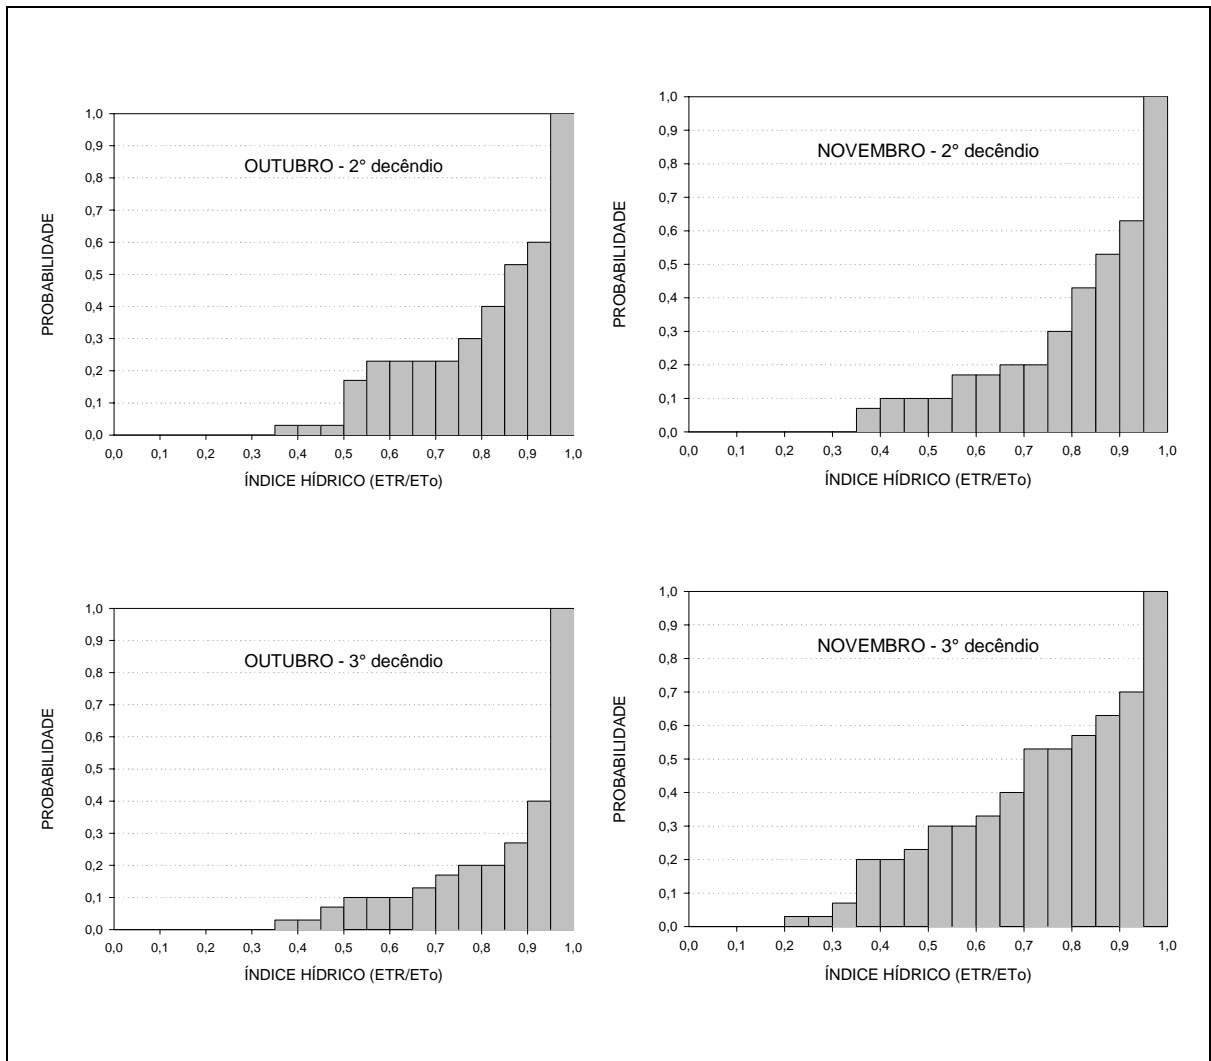 OUTUBRO - 2° decêndio
PROBABILIDADE
1,0
0,9
0,8
0,7
0,6
0,5
0,4
0,3
0,2
0,1
0,0
0,0 0,1 0,2 0,3 0,4 0,5 0,6 0,7 0,8 0,9 1,0
ÍNDICE HÍDRICO (ETR/ETo)
NOVEMBRO - 2° decêndio
PROBABILIDADE
1,0
0,9
0,8
0,7
0,6
0,5
0,4
0,3
0,2
0,1
0,0
0,0 0,1 0,2 0,3 0,4 0,5 0,6 0,7 0,8 0,9 1,0
ÍNDICE HÍDRICO (ETR/ETo)
OUTUBRO - 3° decêndio
PROBABILIDADE
1,0
0,9
0,8
0,7
0,6
0,5
0,4
0,3
0,2
0,1
0,0
0,0 0,1 0,2 0,3 0,4 0,5 0,6 0,7 0,8 0,9 1,0
ÍNDICE HÍDRICO (ETR/ETo)
NOVEMBRO - 3° decêndio
PROBABILIDADE
1,0
0,9
0,8
0,7
0,6
0,5
0,4
0,3
0,2
0,1
0,0
0,0 0,1 0,2 0,3 0,4 0,5 0,6 0,7 0,8 0,9 1,0
ÍNDICE HÍDRICO (ETR/ETo)